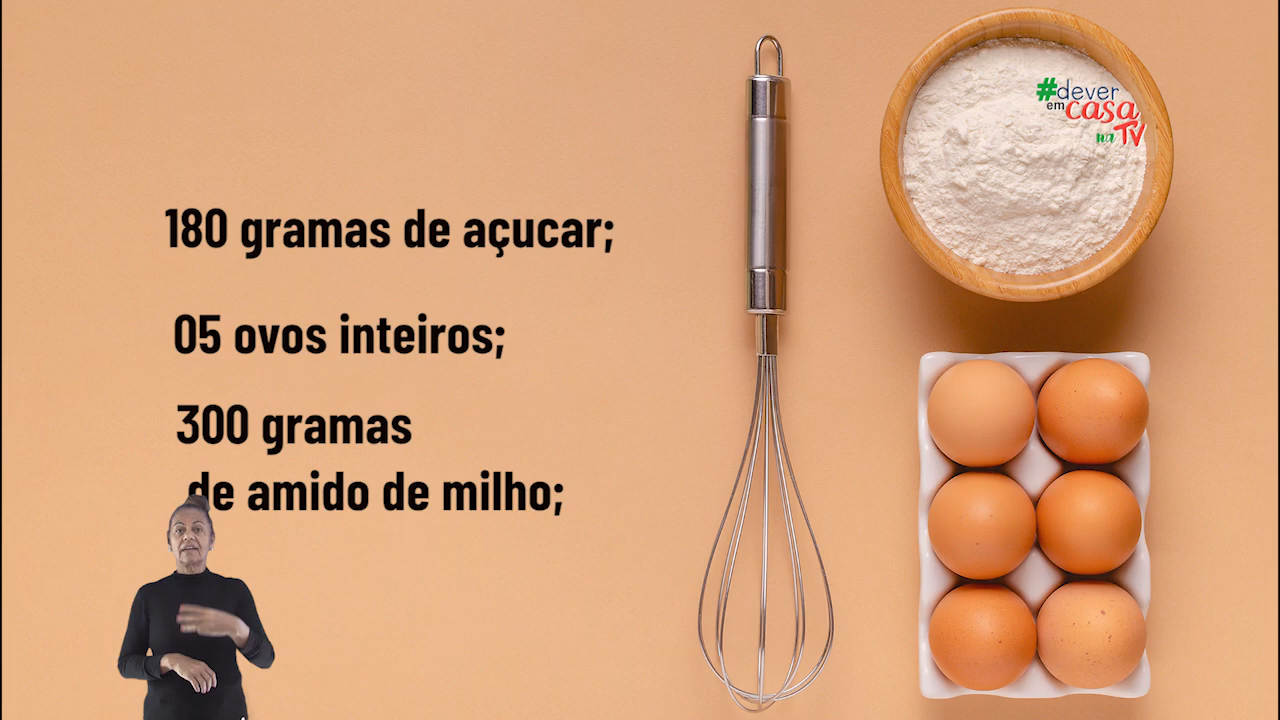 180 gramas de açucar;
05 ovos inteiros;
300 gramas
de amido de milho;
#dever
em casa
na TV